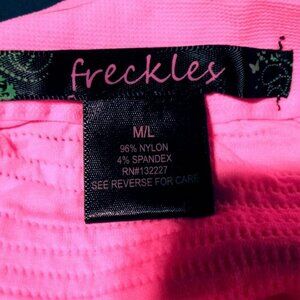 freckles
M/L
96% NYLON
4% SPANDEX
RN#132227
SEE REVERSE FOR CARE